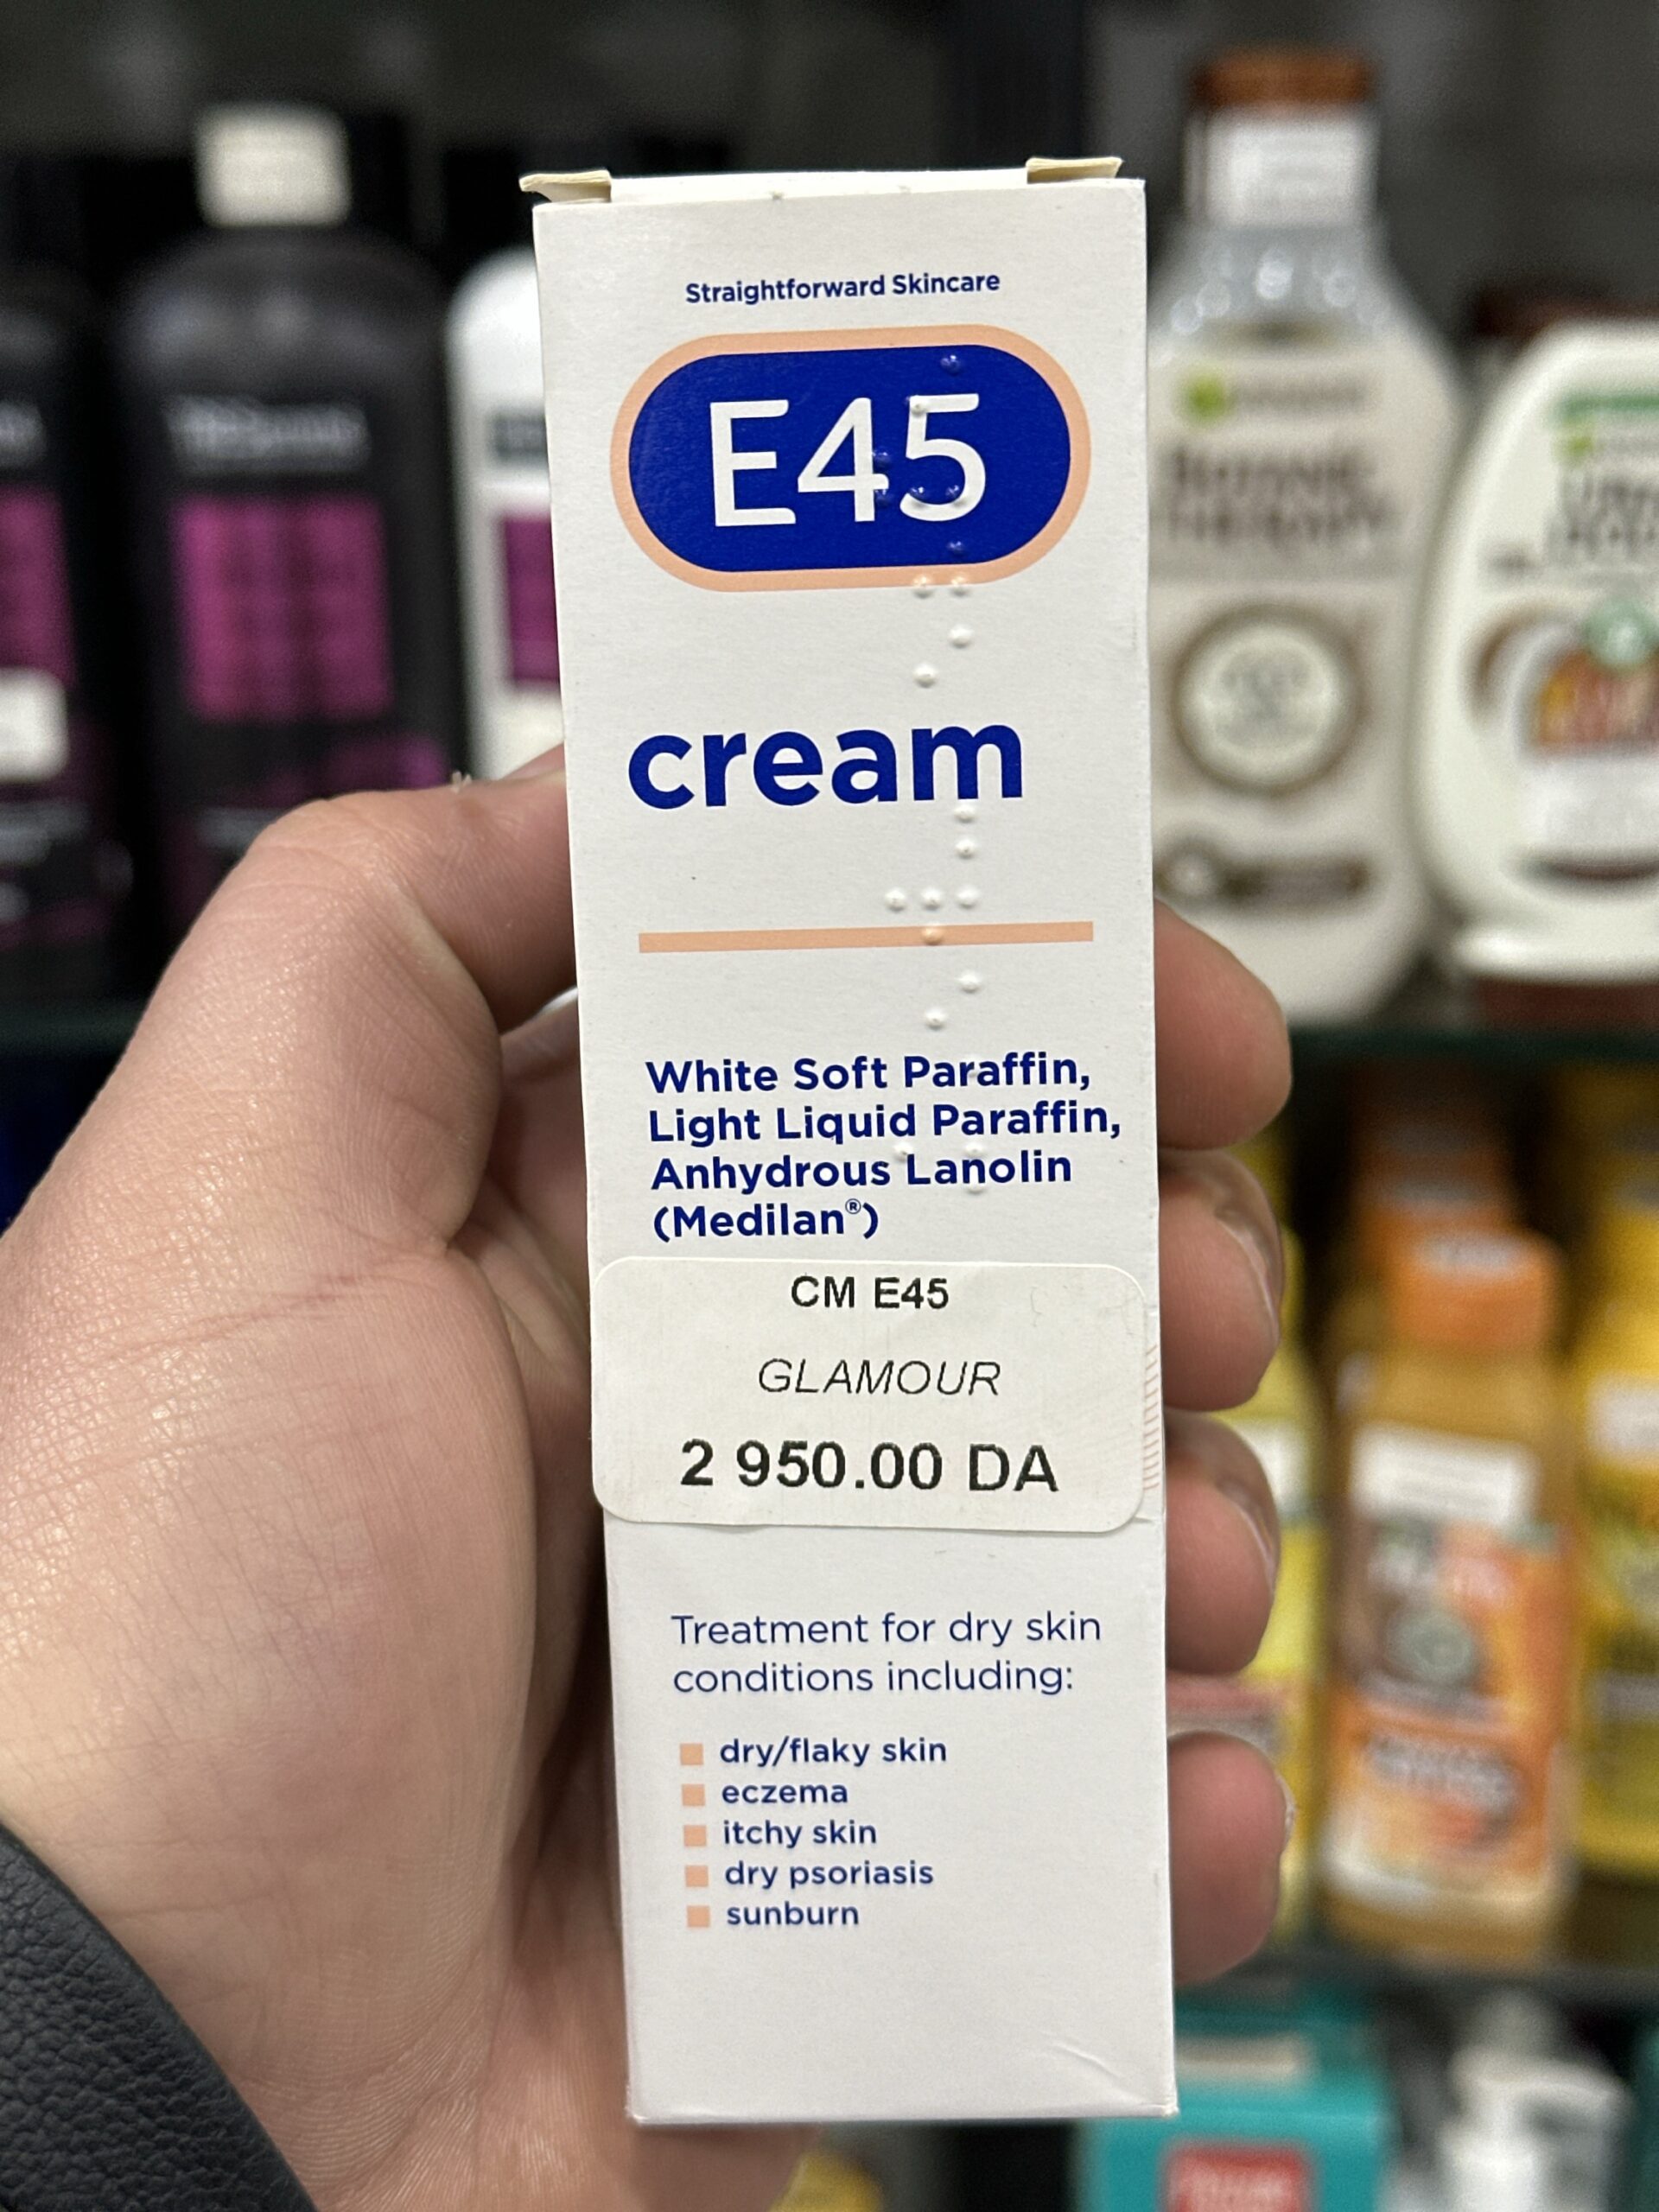 Straightforward Skincare
E45
cream
White Soft Paraffin,
Light Liquid Paraffin,
Anhydrous Lanolin
(Medilan®)
CM E45
GLAMOUR
2 950.00 DA
Treatment for dry skin
conditions including:
dry/flaky skin
eczema
itchy skin
dry psoriasis
sunburn